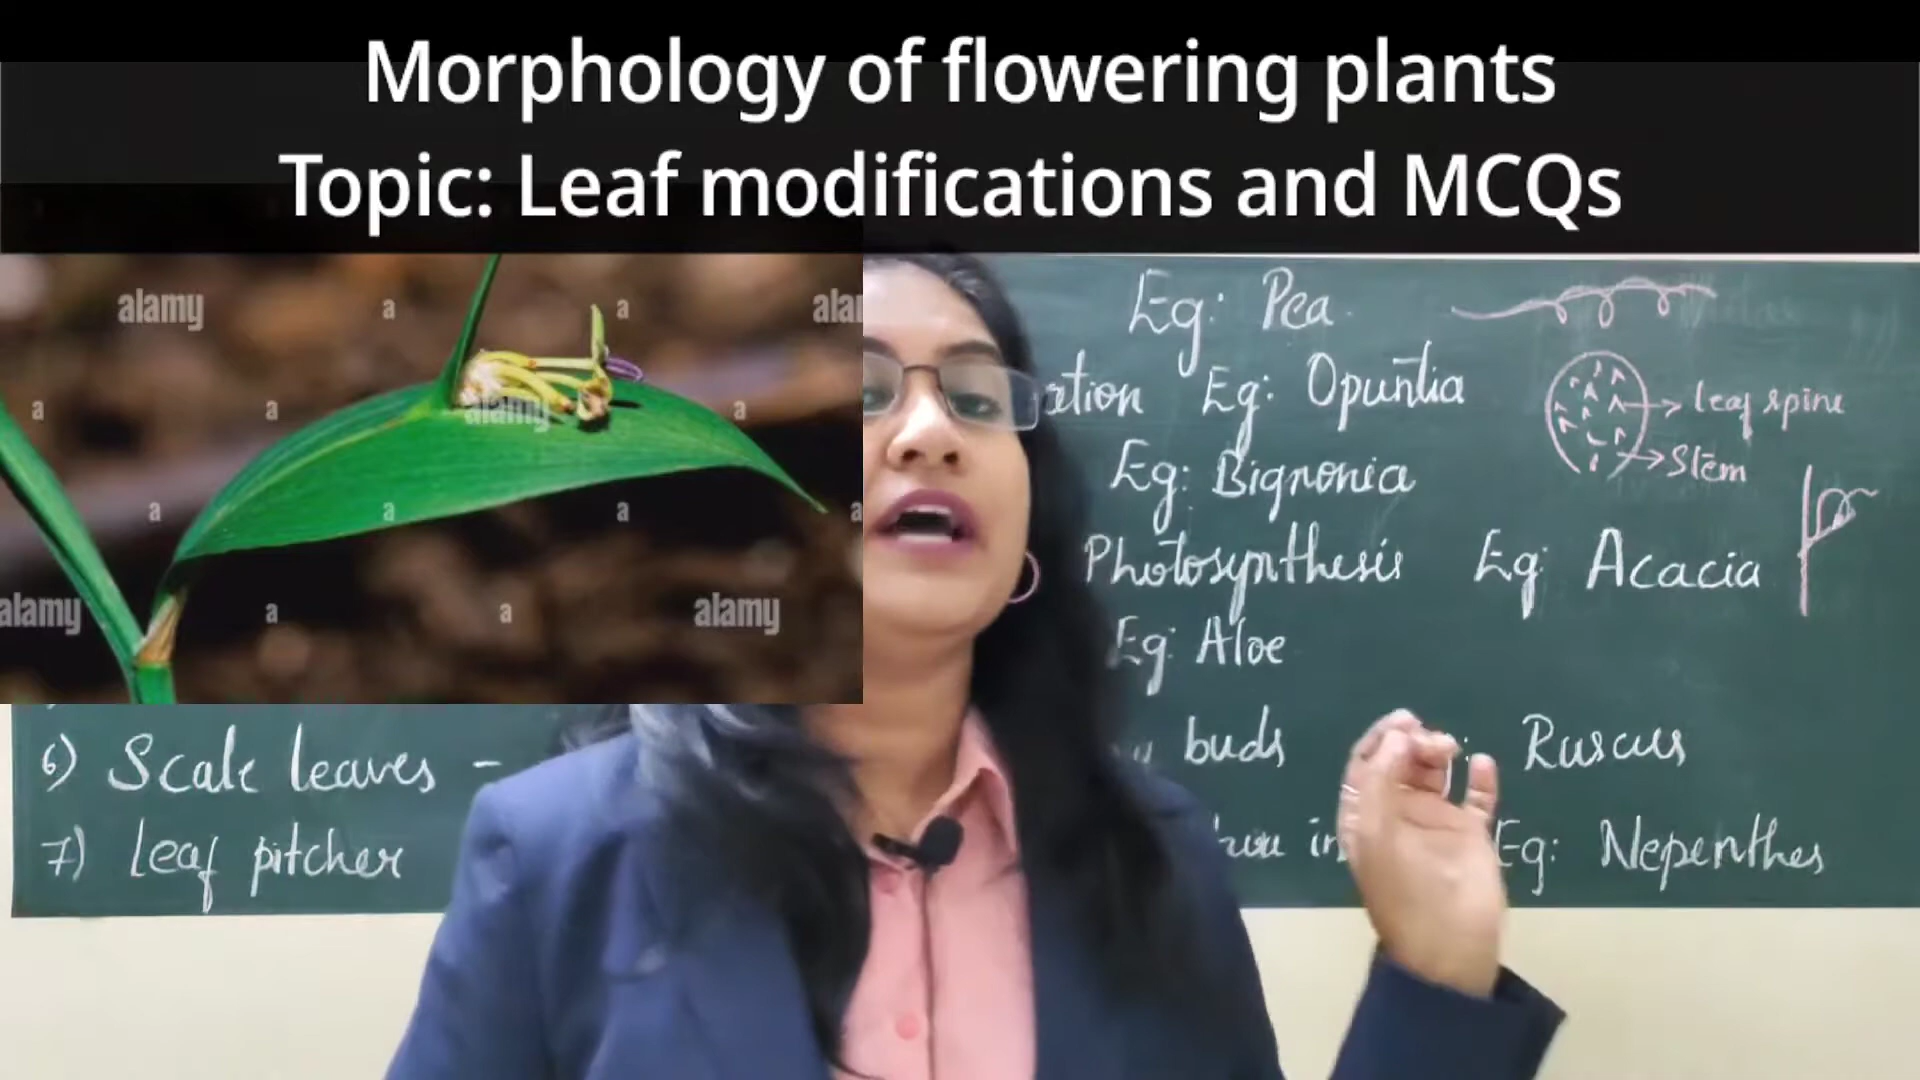 Morphology of flowering plants
Topic: Leaf modifications and MCQs
alamy a a
a alamy a
a a a a
alamy a a alamy
Eg: Pea.
Eg: Opuntia
leaf spine
Stem
Eg: Bignonia
Photosynthesis Eg: Acacia
Eg: Aloe
6) Scale leaves - buds Ruscus
7) leaf pitcher Eg: Nepenthes